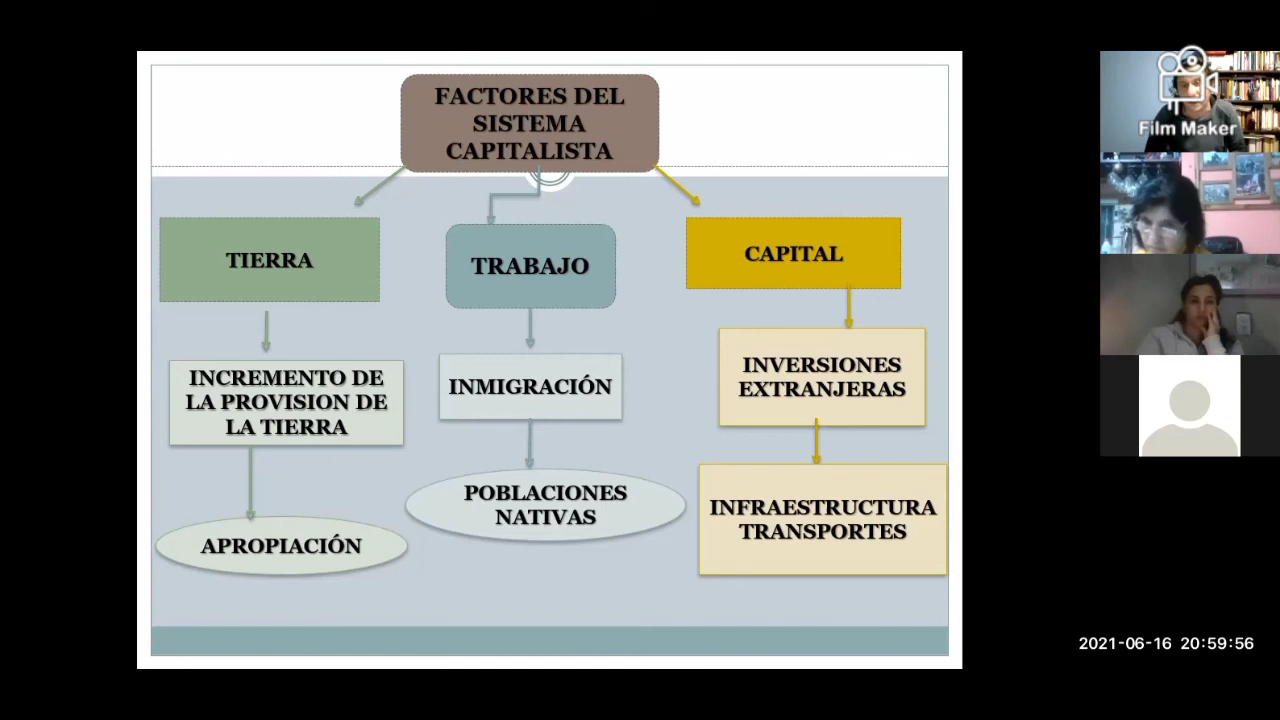 FACTORES DEL
SISTEMA
CAPITALISTA
TIERRA
TRABAJO
CAPITAL
INCREMENTO DE
LA PROVISION DE
LA TIERRA
INMIGRACIÓN
INVERSIONES
EXTRANJERAS
APROPIACIÓN
POBLACIONES
NATIVAS
INFRAESTRUCTURA
TRANSPORTES
Film Maker
2021-06-16 20:59:56